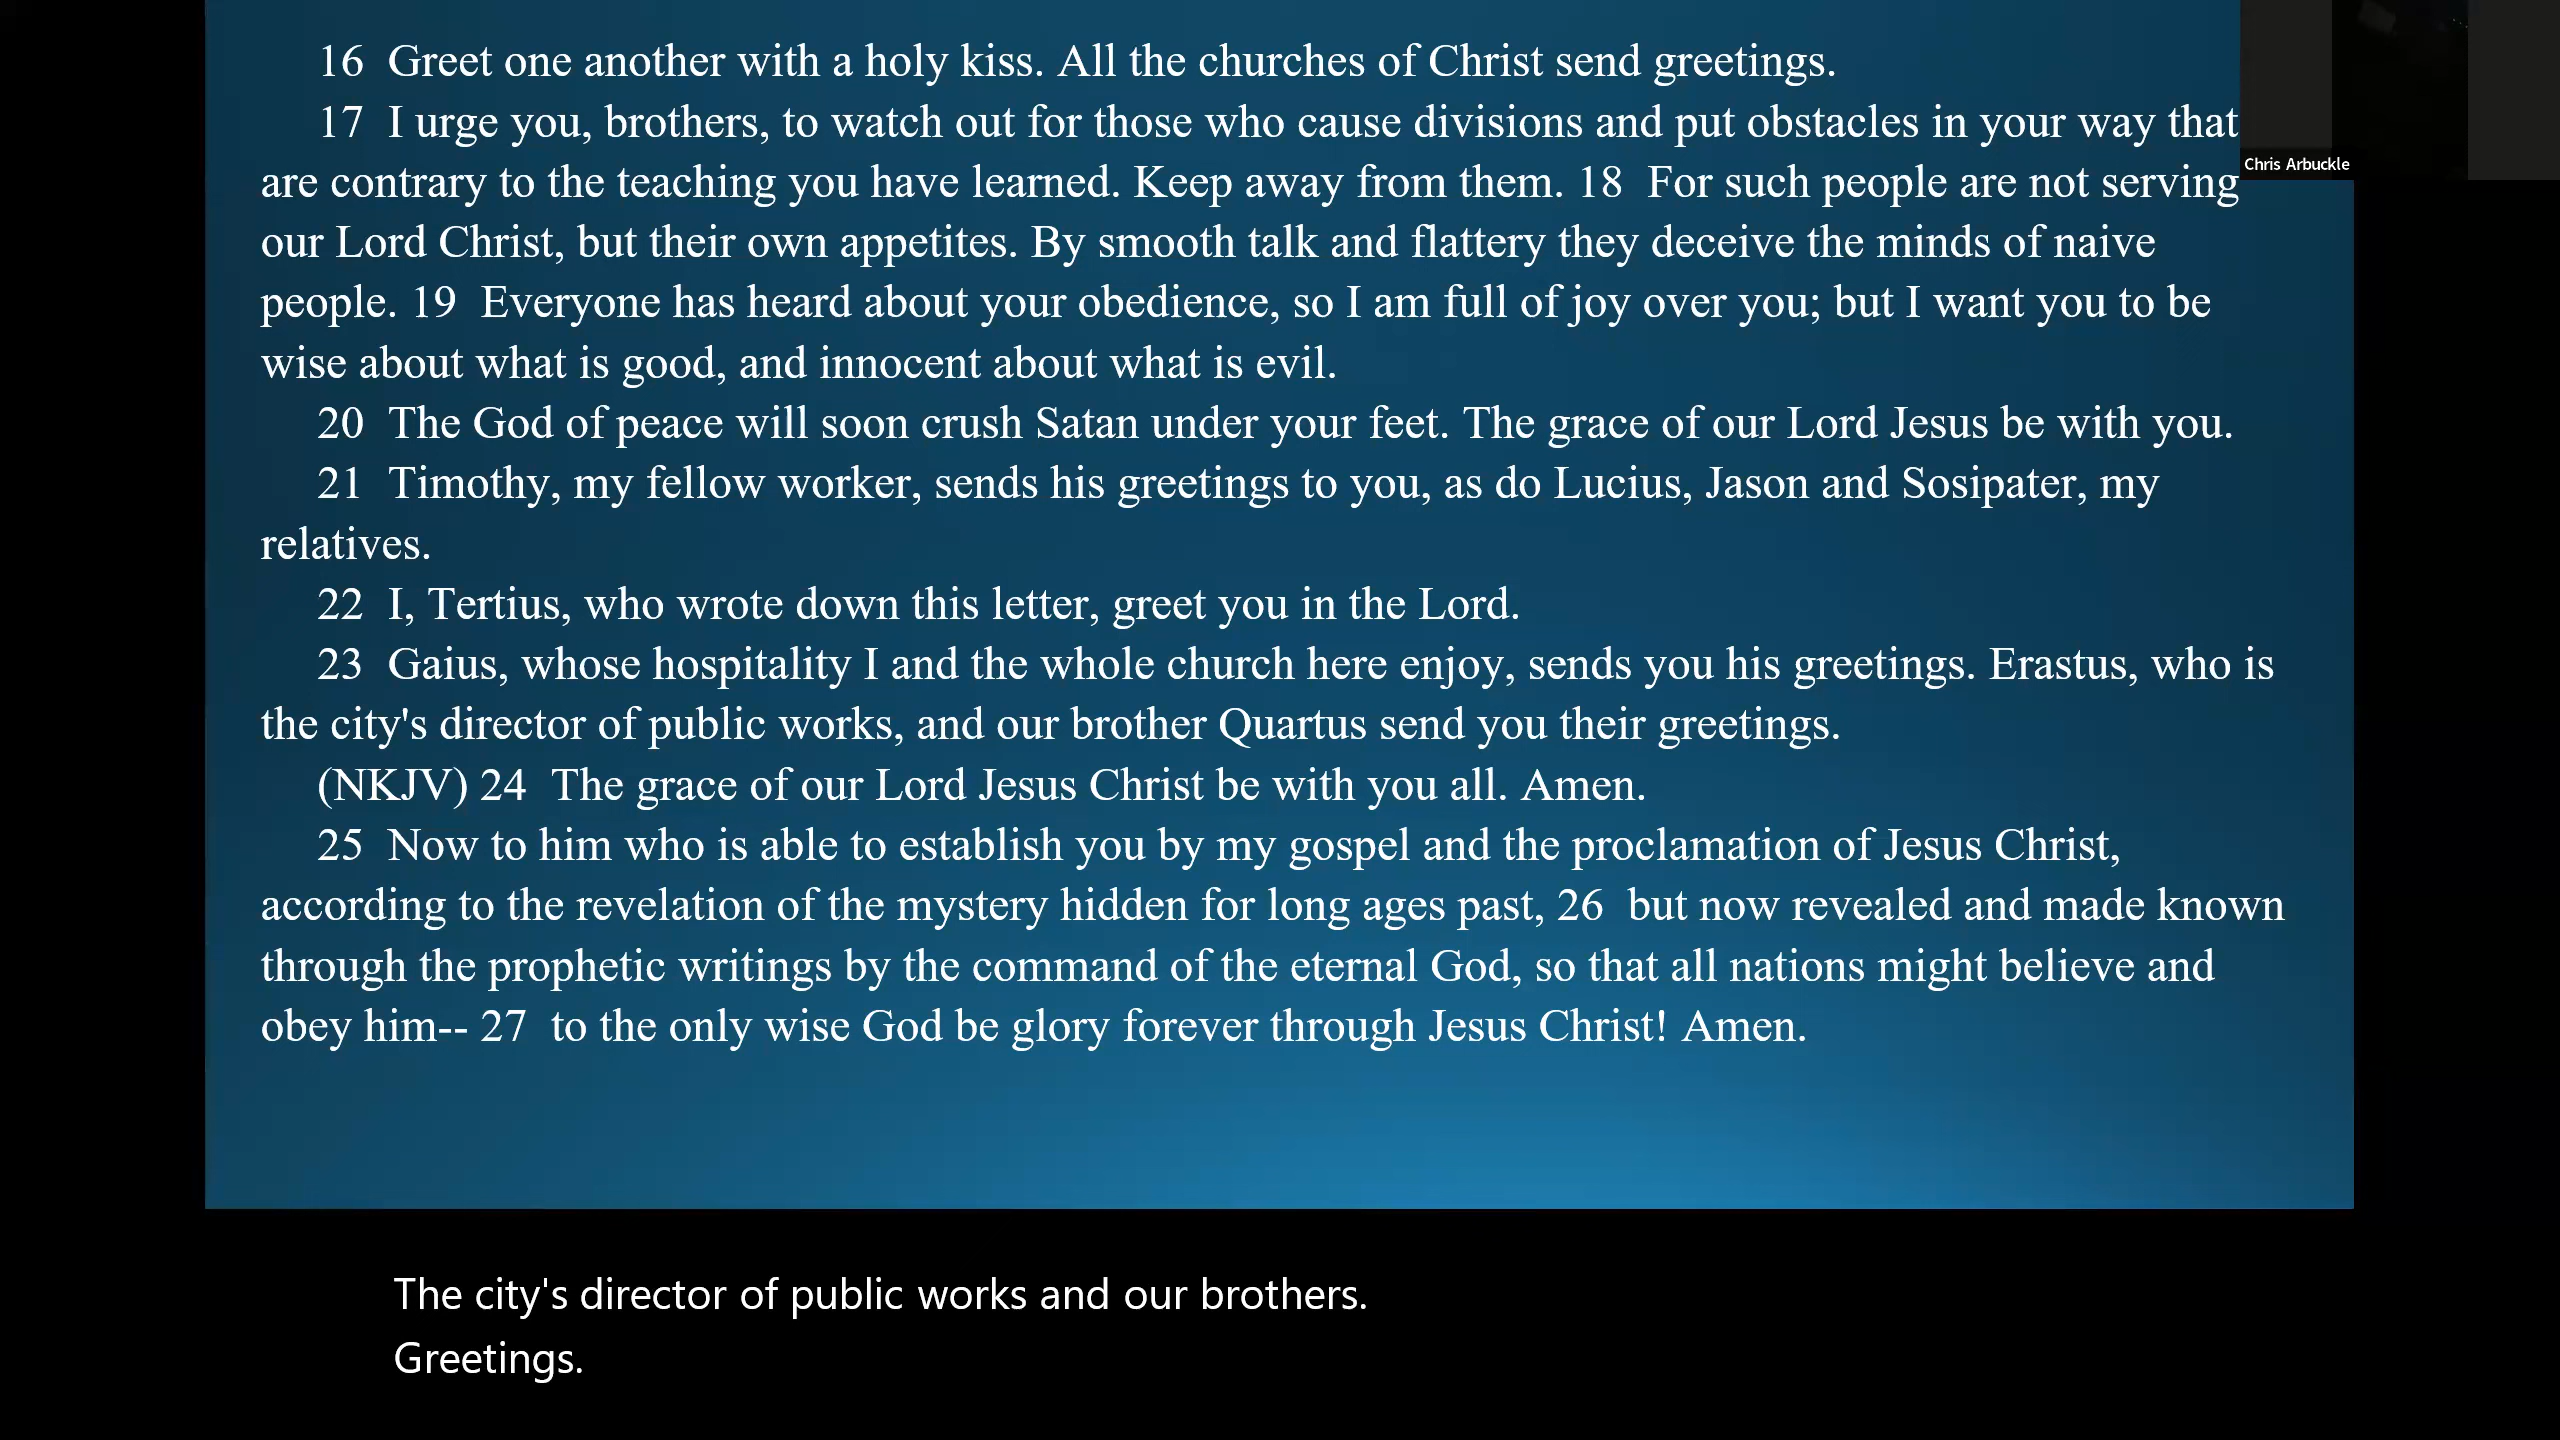 16  Greet one another with a holy kiss. All the churches of Christ send greetings.
17  I urge you, brothers, to watch out for those who cause divisions and put obstacles in your way that
are contrary to the teaching you have learned. Keep away from them. 18  For such people are not serving
our Lord Christ, but their own appetites. By smooth talk and flattery they deceive the minds of naive
people. 19  Everyone has heard about your obedience, so I am full of joy over you; but I want you to be
wise about what is good, and innocent about what is evil.
20  The God of peace will soon crush Satan under your feet. The grace of our Lord Jesus be with you.
21  Timothy, my fellow worker, sends his greetings to you, as do Lucius, Jason and Sosipater, my
relatives.
22  I, Tertius, who wrote down this letter, greet you in the Lord.
23  Gaius, whose hospitality I and the whole church here enjoy, sends you his greetings. Erastus, who is
the city's director of public works, and our brother Quartus send you their greetings.
(NKJV) 24  The grace of our Lord Jesus Christ be with you all. Amen.
25  Now to him who is able to establish you by my gospel and the proclamation of Jesus Christ,
according to the revelation of the mystery hidden for long ages past, 26  but now revealed and made known
through the prophetic writings by the command of the eternal God, so that all nations might believe and
obey him-- 27  to the only wise God be glory forever through Jesus Christ! Amen.
Chris Arbuckle
The city's director of public works and our brothers.
Greetings.